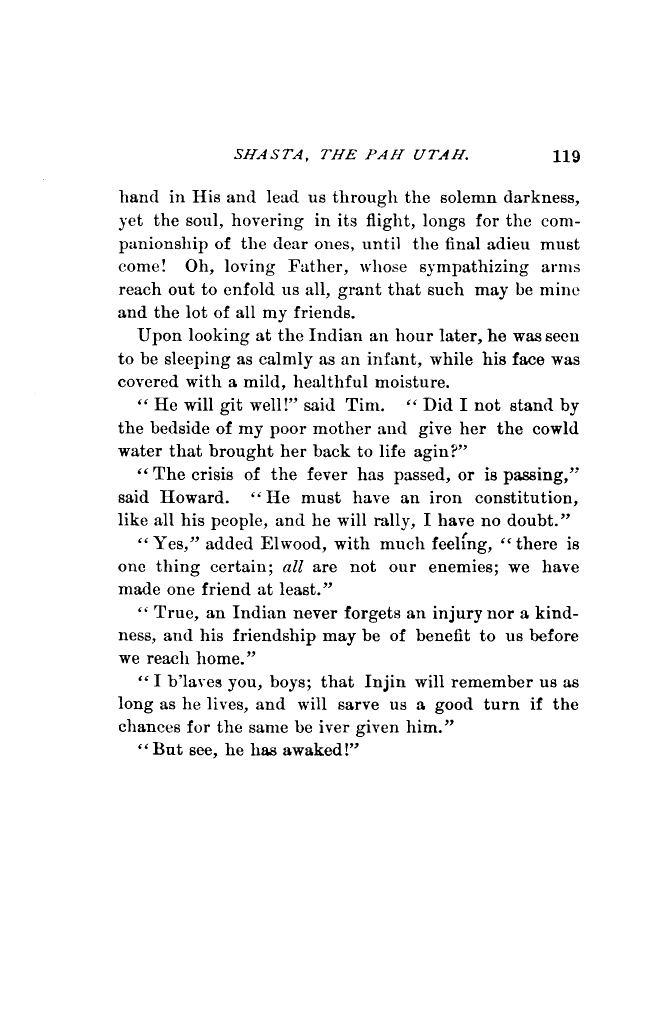 SHASTA, THE PAH UTAH. 119
hand in His and lead us through the solemn darkness,
yet the soul, hovering in its flight, longs for the com-
panionship of the dear ones, until the final adieu must
come! Oh, loving Father, whose sympathizing arms
reach out to enfold us all, grant that such may be mine
and the lot of all my friends.
Upon looking at the Indian an hour later, he was seen
to be sleeping as calmly as an infant, while his face was
covered with a mild, healthful moisture.
“He will git well!” said Tim. “Did I not stand by
the bedside of my poor mother and give her the cowld
water that brought her back to life agin?”
“The crisis of the fever has passed, or is passing,”
said Howard. “He must have an iron constitution,
like all his people, and he will rally, I have no doubt.”
“Yes,” added Elwood, with much feeling, “there is
one thing certain; all are not our enemies; we have
made one friend at least.”
“True, an Indian never forgets an injury nor a kind-
ness, and his friendship may be of benefit to us before
we reach home.”
“I b'laves you, boys; that Injin will remember us as
long as he lives, and will sarve us a good turn if the
chances for the same be iver given him.”
“But see, he has awaked!”